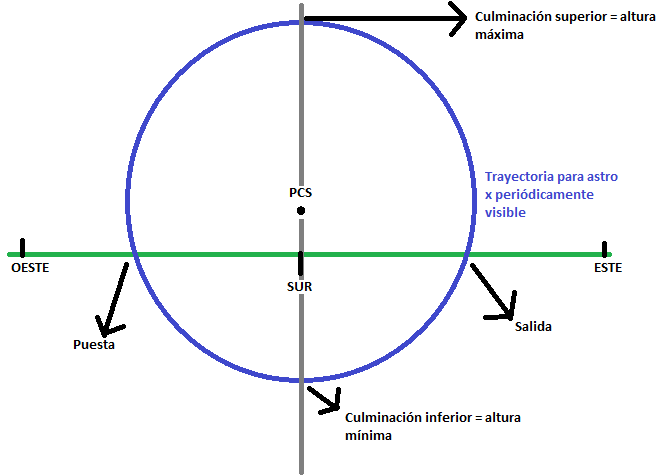 Culminación superior = altura
máxima
Trayectoria para astro
x periódicamente
visible
PCS
OESTE
SUR
ESTE
Salida
Puesta
Culminación inferior = altura
mínima